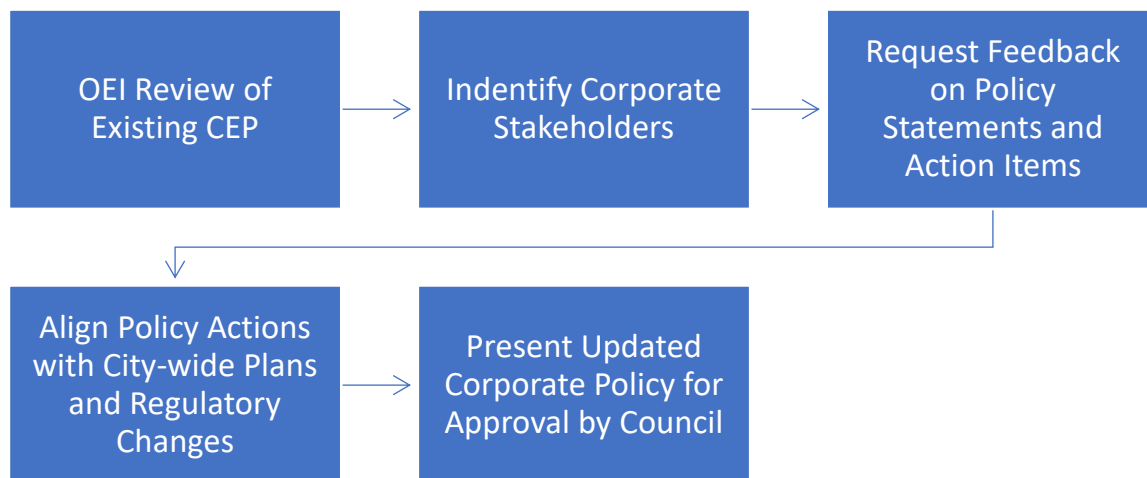 OEI Review of
Existing CEP
Indentify Corporate
Stakeholders
Request Feedback
on Policy
Statements and
Action Items
Align Policy Actions
with City-wide Plans
and Regulatory
Changes
Present Updated
Corporate Policy for
Approval by Council